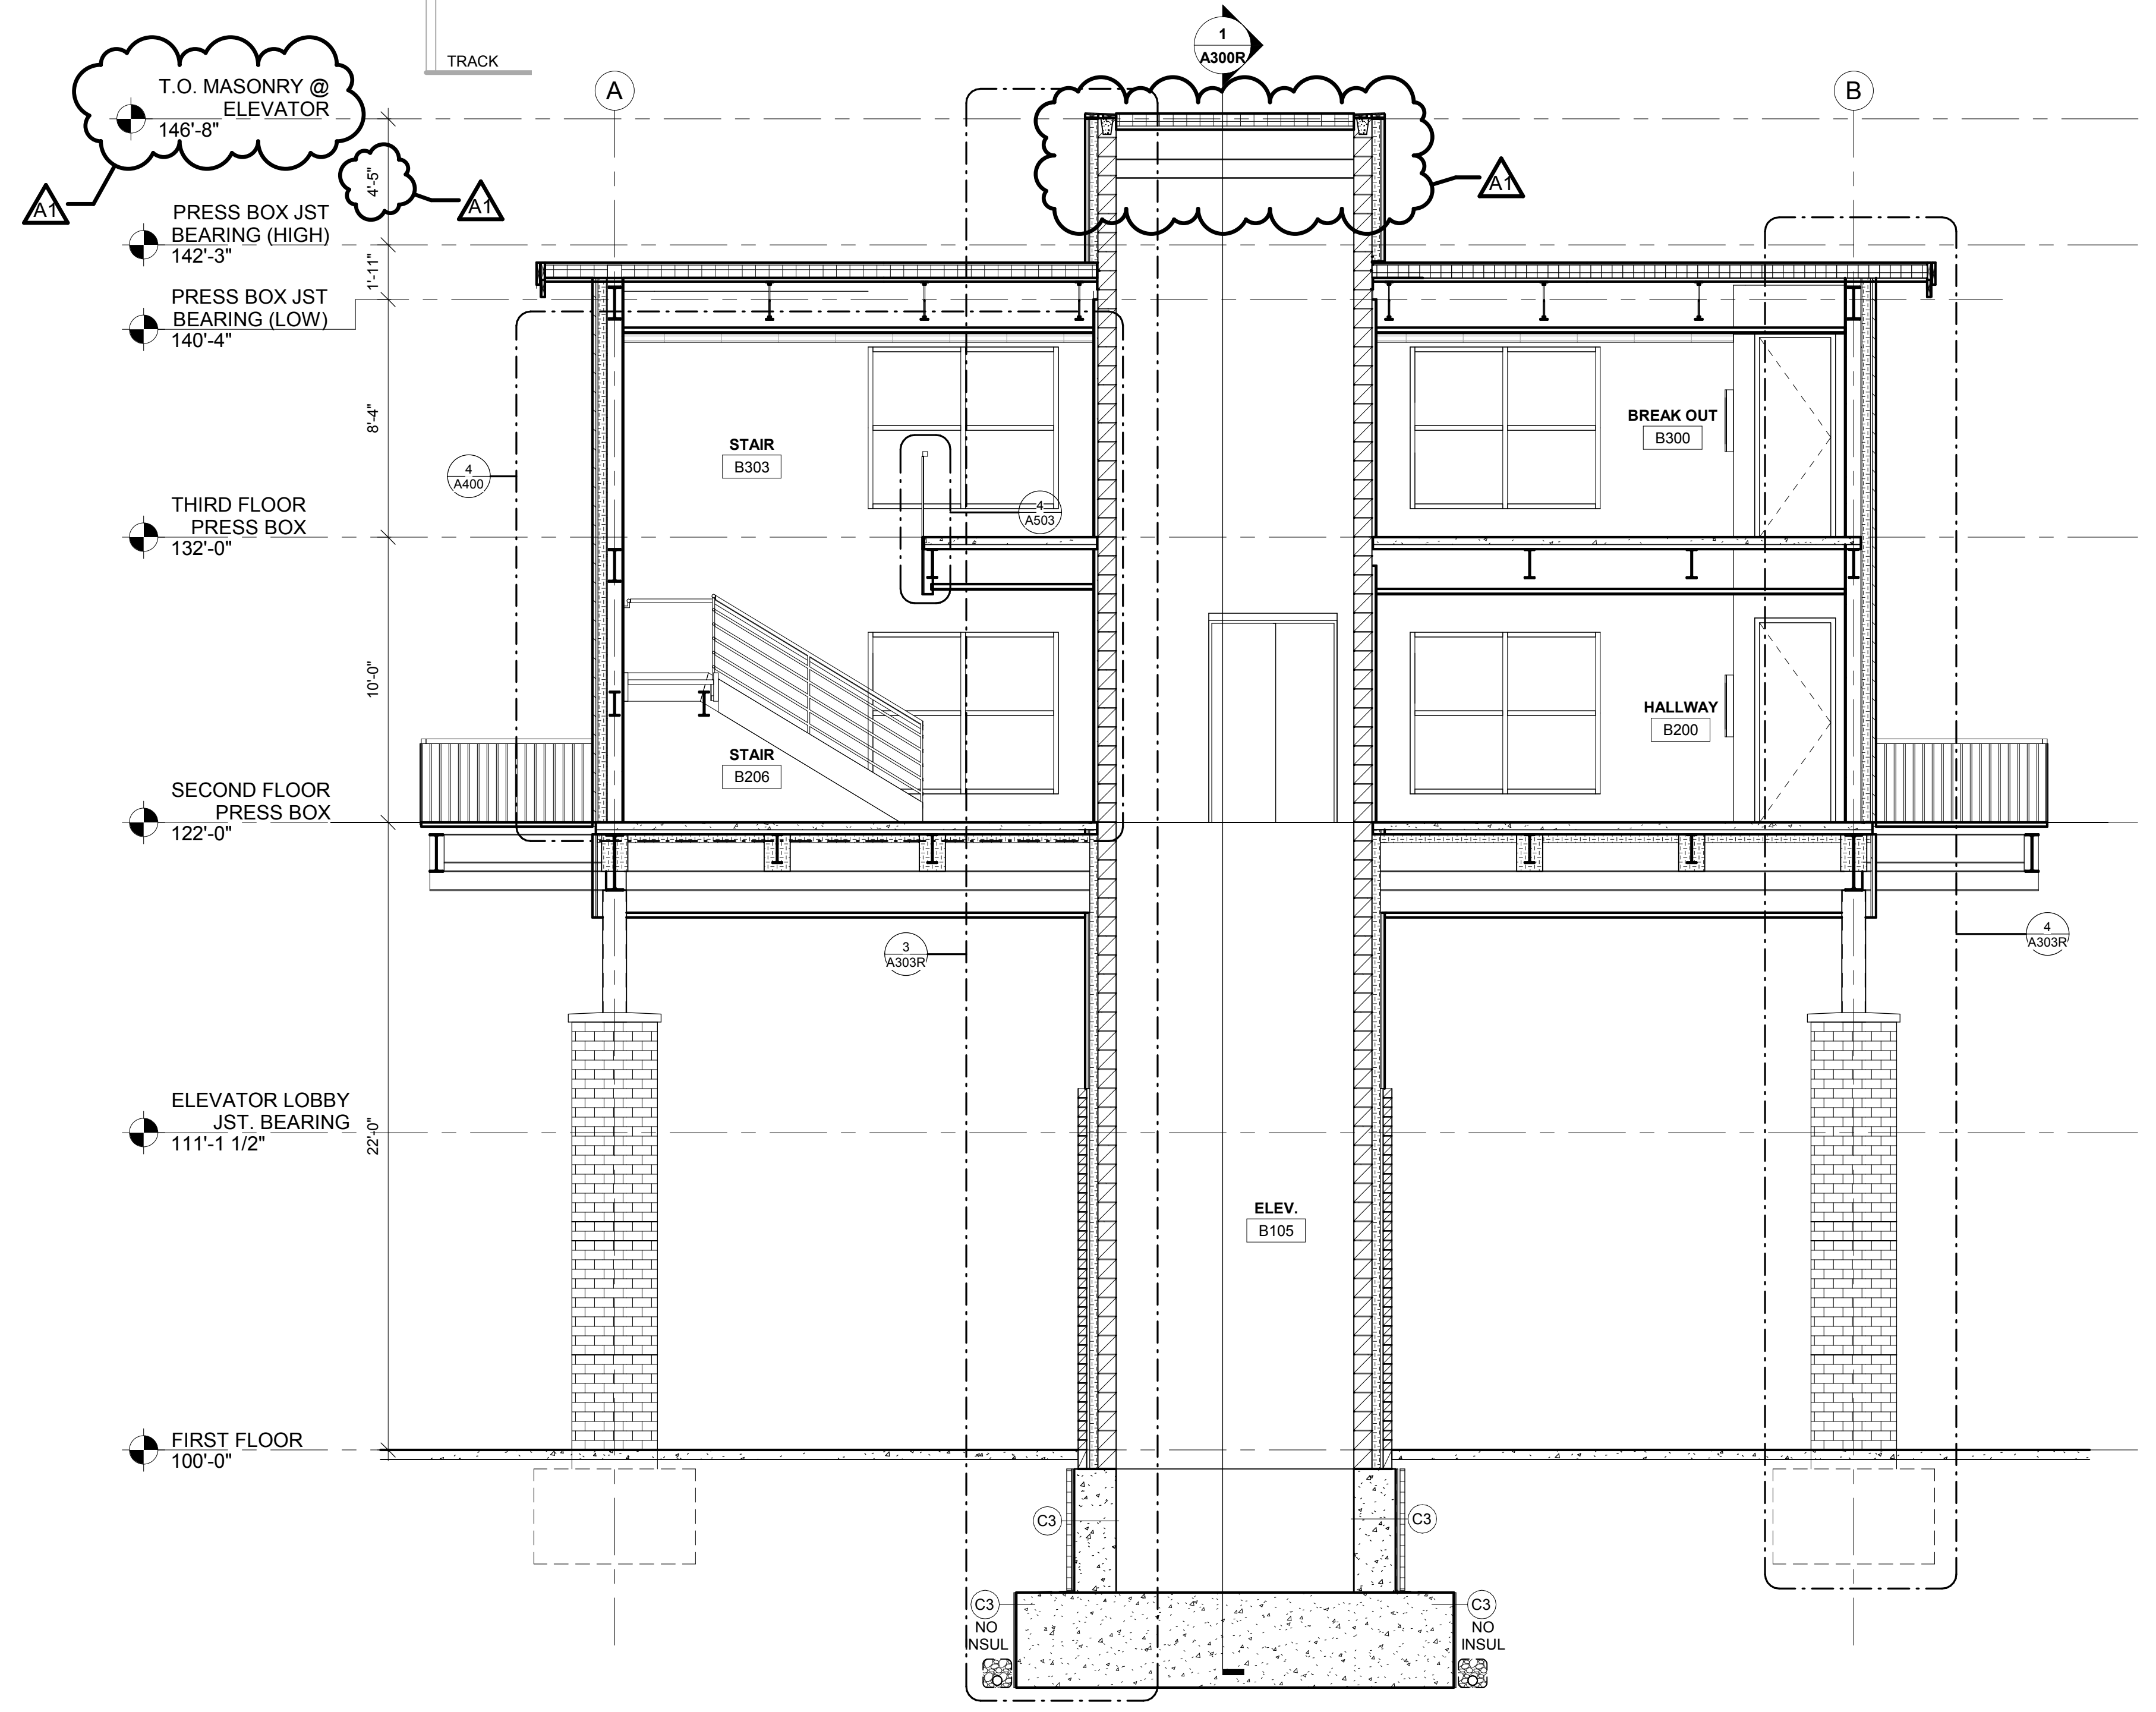 TRACK
1
A300R
T.O. MASONRY @
ELEVATOR
146'-8"
A
B
A1
4'-5"
A1
A1
PRESS BOX JST
BEARING (HIGH)
142'-3"
1'-11"
PRESS BOX JST
BEARING (LOW)
140'-4"
8'-4"
STAIR
B303
BREAK OUT
B300
4
A400
4
A503
THIRD FLOOR
PRESS BOX
132'-0"
10'-0"
STAIR
B206
HALLWAY
B200
SECOND FLOOR
PRESS BOX
122'-0"
3
A303R
4
A303R
ELEVATOR LOBBY
JST. BEARING
111'-1 1/2"
22'-0"
ELEV.
B105
FIRST FLOOR
100'-0"
C3
C3
C3
NO
INSUL
C3
NO
INSUL